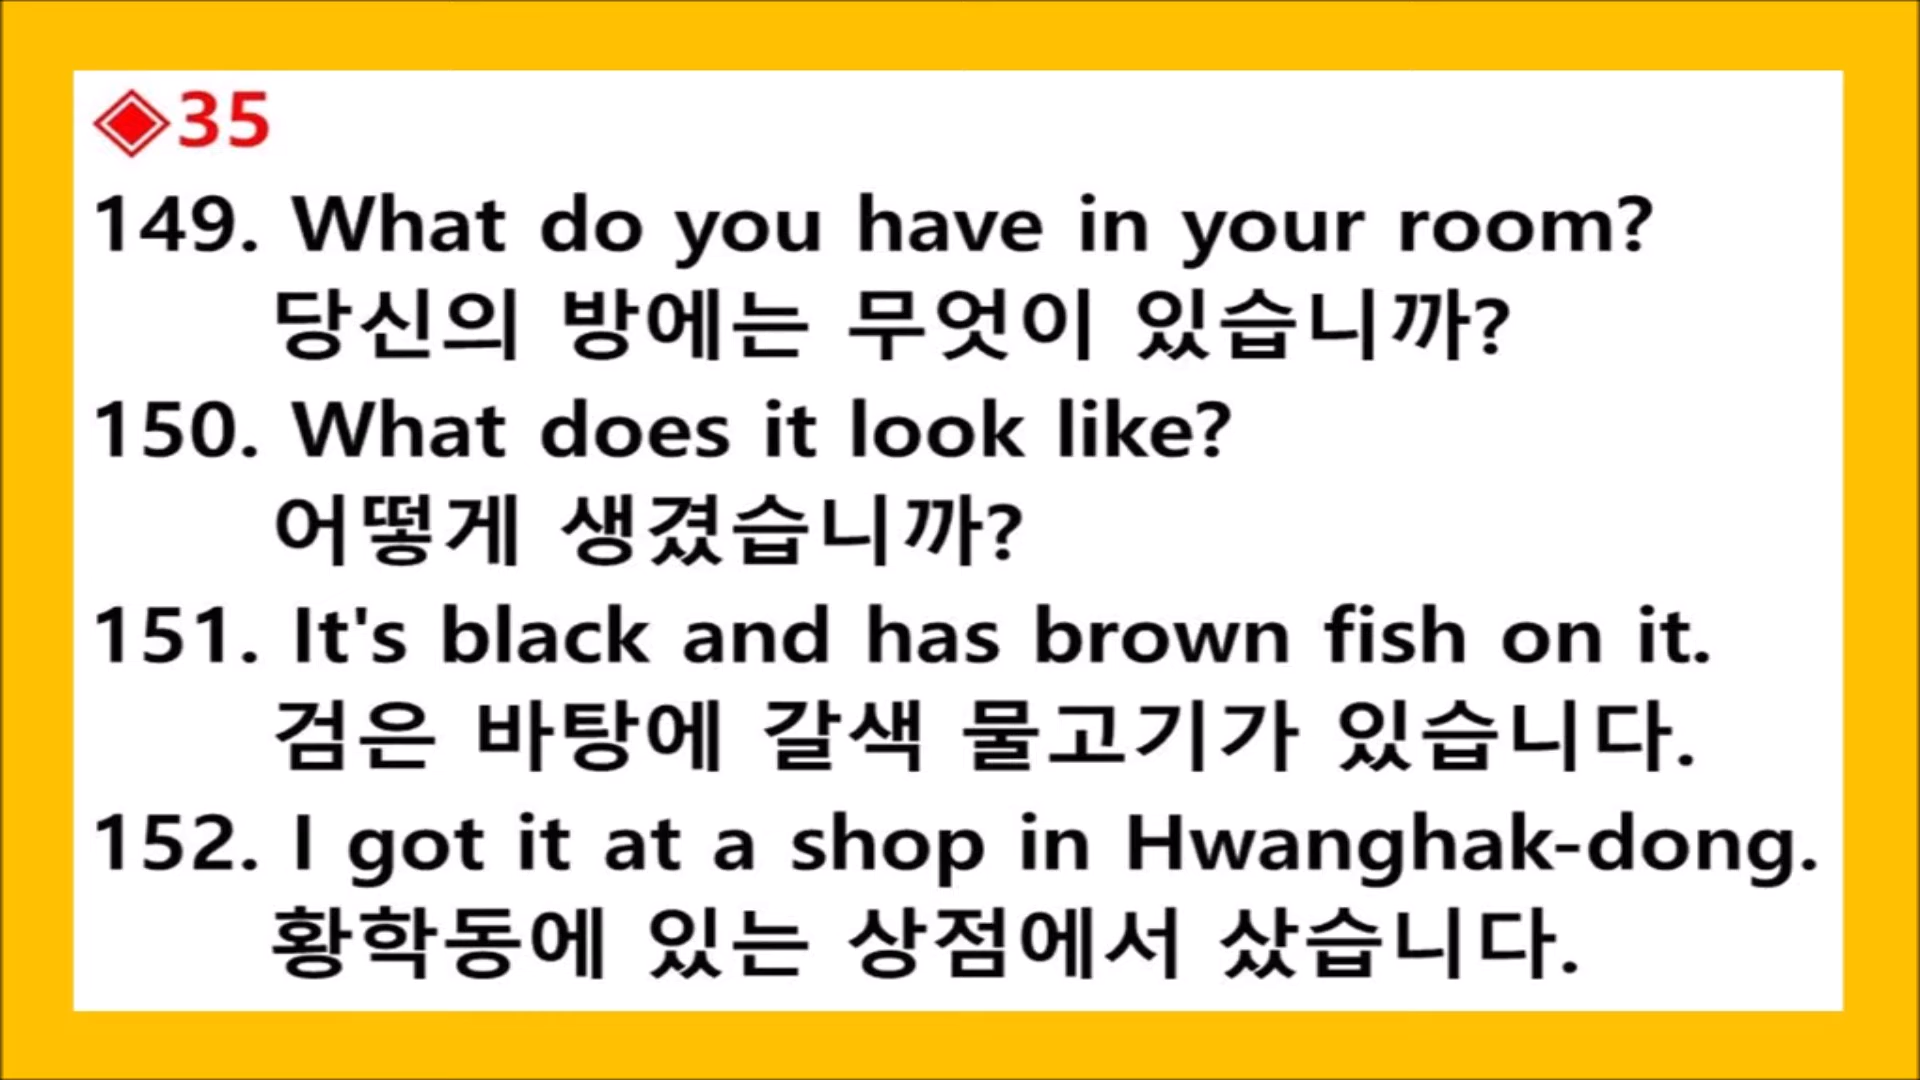 ◈35
149. What do you have in your room?
당신의 방에는 무엇이 있습니까?
150. What does it look like?
어떻게 생겼습니까?
151. It's black and has brown fish on it.
검은 바탕에 갈색 물고기가 있습니다.
152. I got it at a shop in Hwanghak-dong.
황학동에 있는 상점에서 샀습니다.